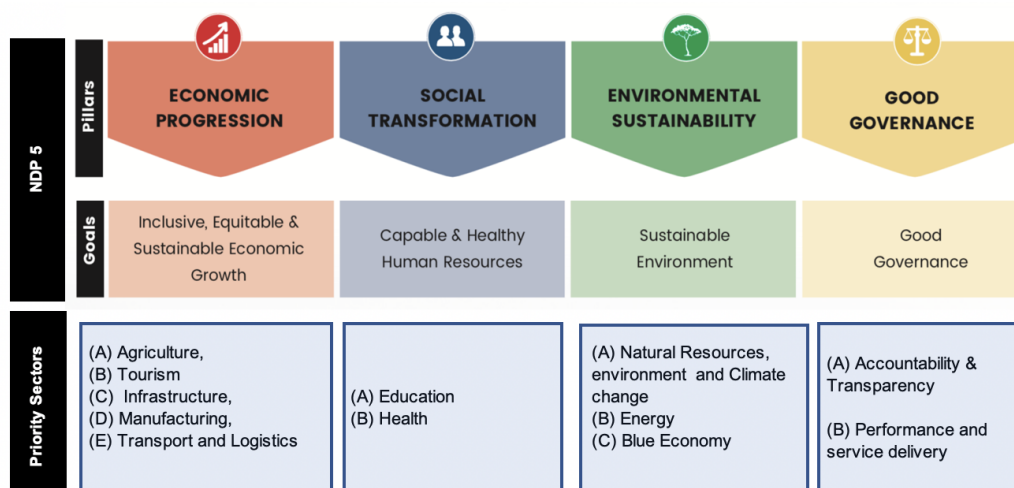 NDP 5
Pillars
ECONOMIC
PROGRESSION
SOCIAL
TRANSFORMATION
ENVIRONMENTAL
SUSTAINABILITY
GOOD
GOVERNANCE
Goals
Inclusive, Equitable &
Sustainable Economic
Growth
Capable & Healthy
Human Resources
Sustainable
Environment
Good
Governance
Priority Sectors
(A) Agriculture,
(B) Tourism
(C) Infrastructure,
(D) Manufacturing,
(E) Transport and Logistics
(A) Education
(B) Health
(A) Natural Resources,
environment and Climate
change
(B) Energy
(C) Blue Economy
(A) Accountability &
Transparency
(B) Performance and
service delivery